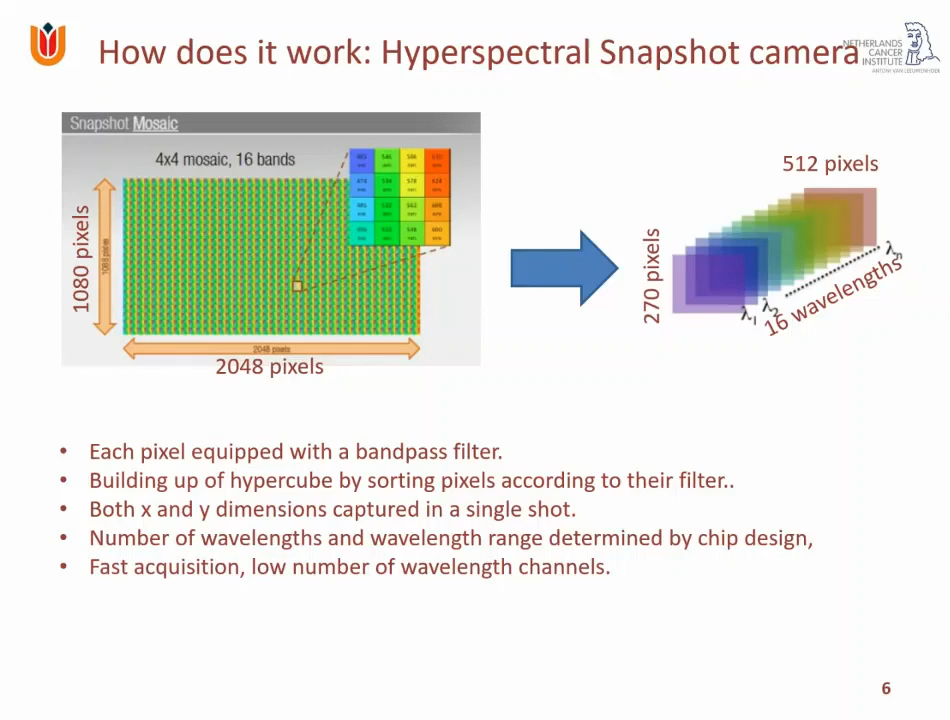 How does it work: Hyperspectral Snapshot camera
NETHERLANDS
CANCER
INSTITUTE
ANTONI VAN LEEUWENHOEK
Snapshot Mosaic
4x4 mosaic, 16 bands
1080 pixels
2048 pixels
2048 pixels
512 pixels
270 pixels
λ1 λ2 λn
16 wavelengths
• Each pixel equipped with a bandpass filter.
• Building up of hypercube by sorting pixels according to their filter..
• Both x and y dimensions captured in a single shot.
• Number of wavelengths and wavelength range determined by chip design,
• Fast acquisition, low number of wavelength channels.
6